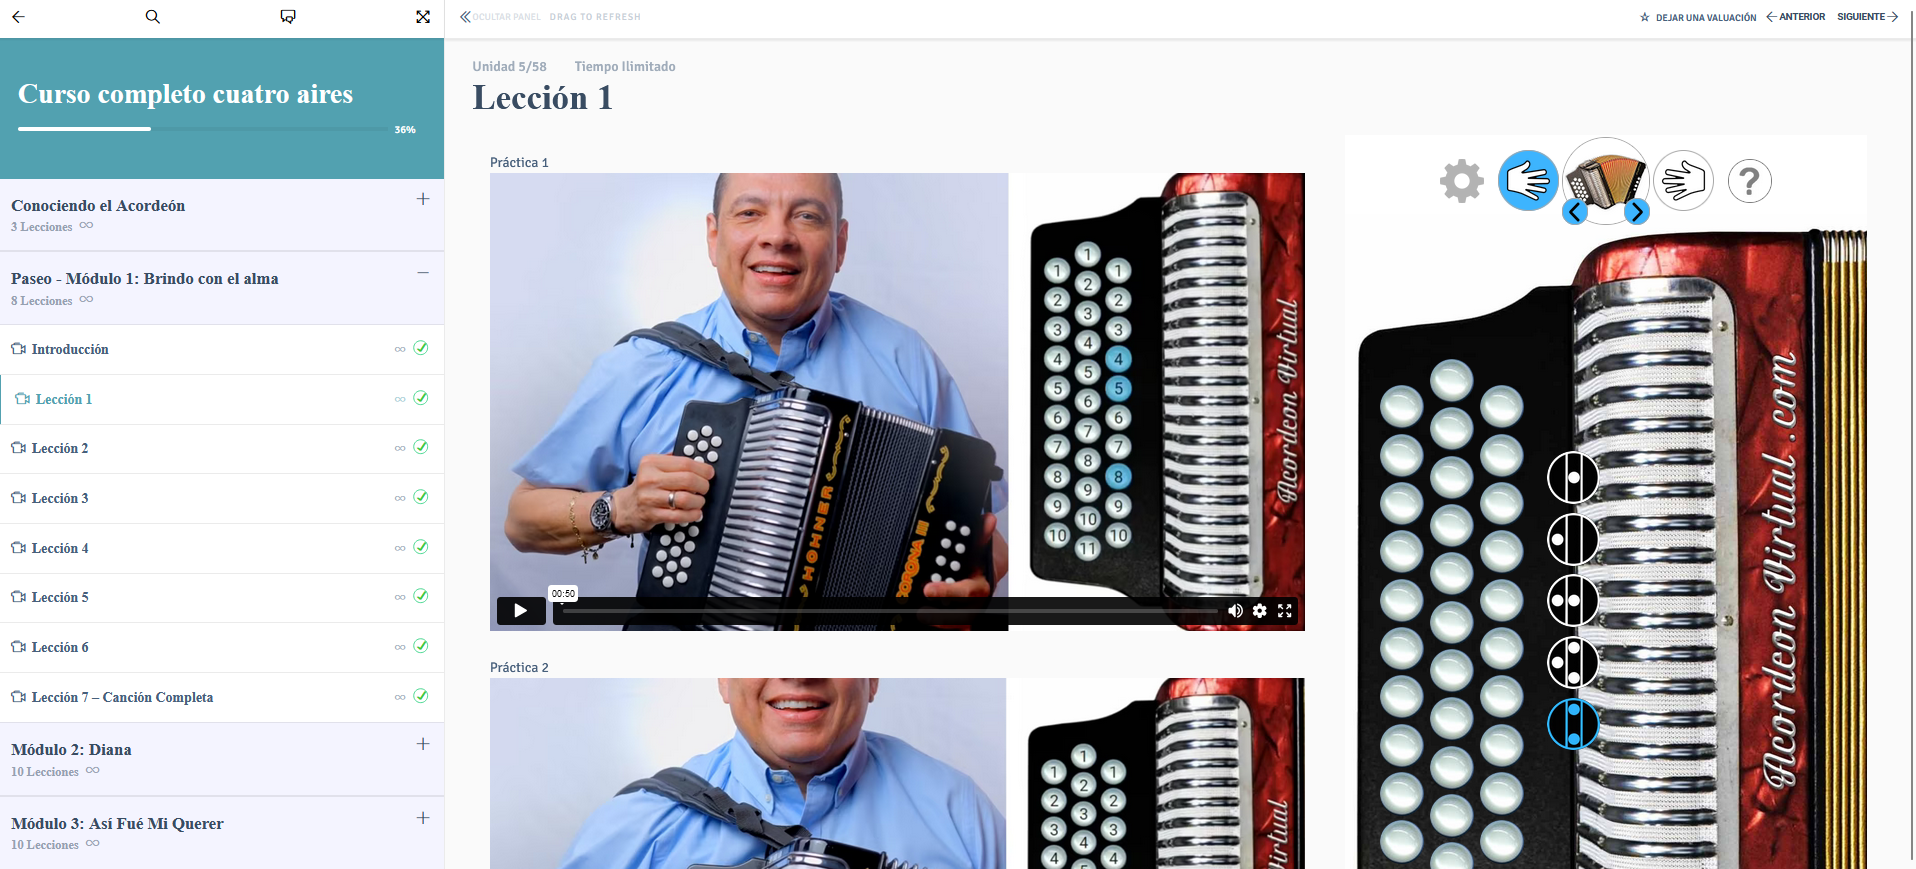 OCULTAR PANEL DRAG TO REFRESH
DEJAR UNA VALUACIÓN ANTERIOR SIGUIENTE
Curso completo cuatro aires
36%
Conociendo el Acordeón
3 Lecciones
Paseo - Módulo 1: Brindo con el alma
8 Lecciones
Introducción
Lección 1
Lección 2
Lección 3
Lección 4
Lección 5
Lección 6
Lección 7 – Canción Completa
Módulo 2: Diana
10 Lecciones
Módulo 3: Así Fué Mi Querer
10 Lecciones
Unidad 5/58 Tiempo Ilimitado
Lección 1
Práctica 1
HOHNER
CORONA III
1
1 1
2
2 2
3
3 3
4
4 4
5
5 5
6
6 6
7
7 7
8
8 8
9
9 9
10
10 10
11
Acordeon Virtual
00:50
Práctica 2
1
1 1
2
2 2
3
3 3
4
4 4
Virtual
?
Acordeon Virtual.com